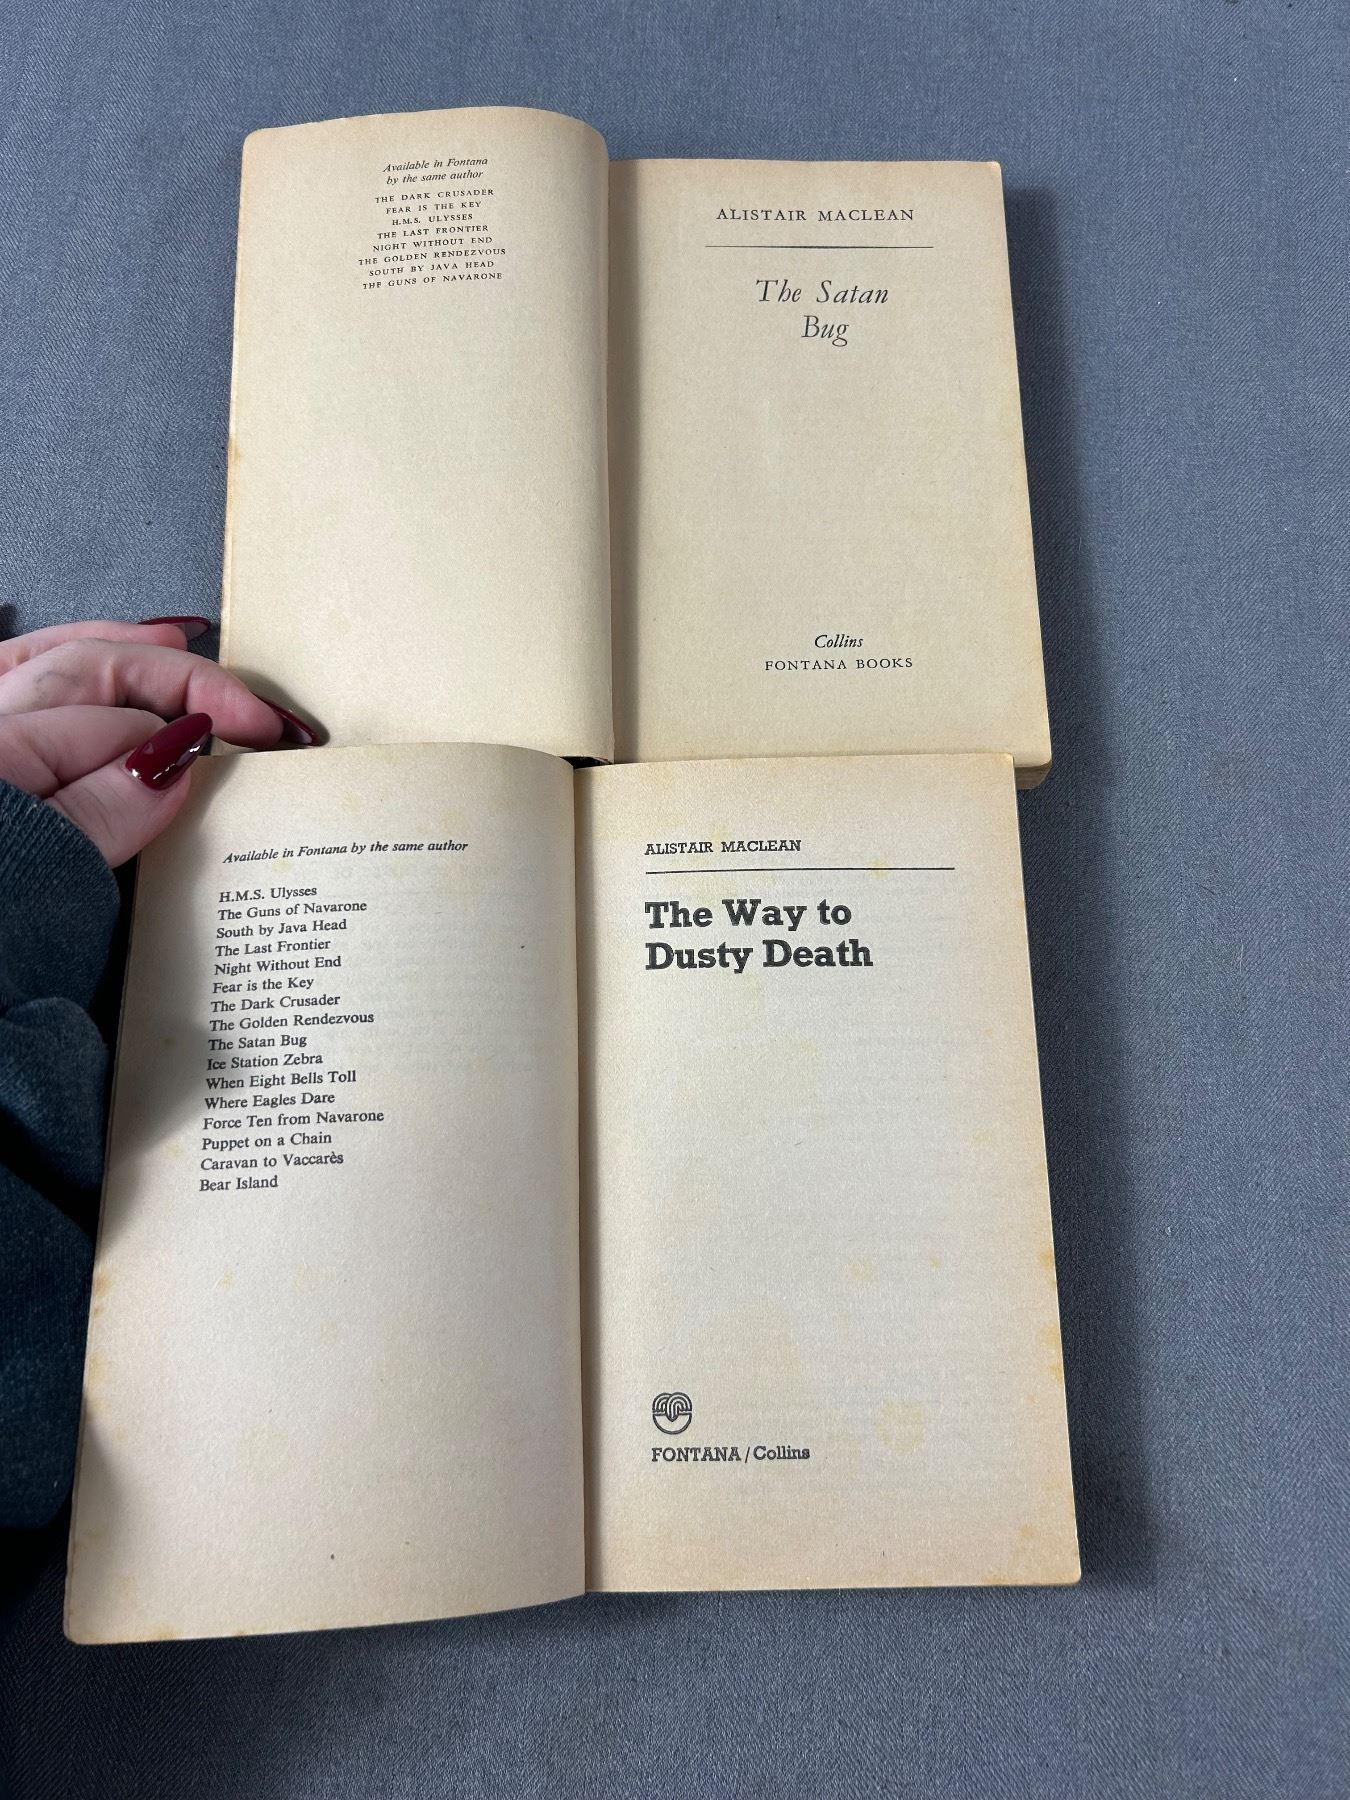 Available in Fontana
by the same author
THE DARK CRUSADER
FEAR IS THE KEY
H.M.S. ULYSSES
THE LAST FRONTIER
NIGHT WITHOUT END
THE GOLDEN RENDEZVOUS
SOUTH BY JAVA HEAD
THE GUNS OF NAVARONE
ALISTAIR MACLEAN
The Satan
Bug
Collins
FONTANA BOOKS
Available in Fontana by the same author
H.M.S. Ulysses
The Guns of Navarone
South by Java Head
The Last Frontier
Night Without End
Fear is the Key
The Dark Crusader
The Golden Rendezvous
The Satan Bug
Ice Station Zebra
When Eight Bells Toll
Where Eagles Dare
Force Ten from Navarone
Puppet on a Chain
Caravan to Vaccarès
Bear Island
ALISTAIR MACLEAN
The Way to
Dusty Death
FONTANA/Collins